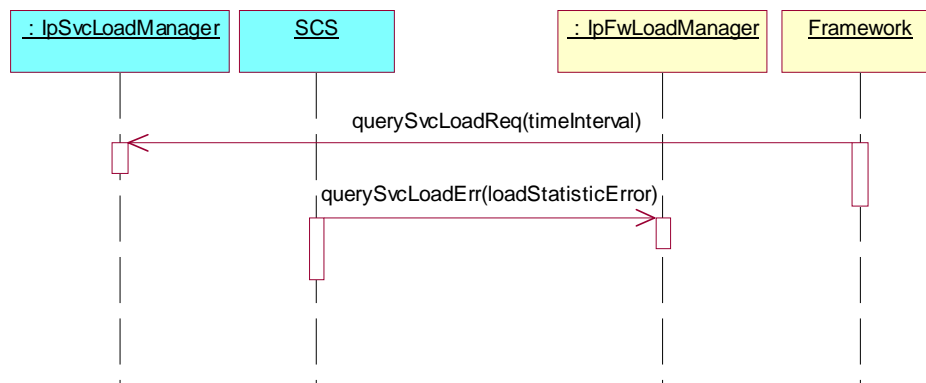 : IpSvcLoadManager
SCS
: IpFwLoadManager
Framework
querySvcLoadReq(timeInterval)
querySvcLoadErr(loadStatisticError)